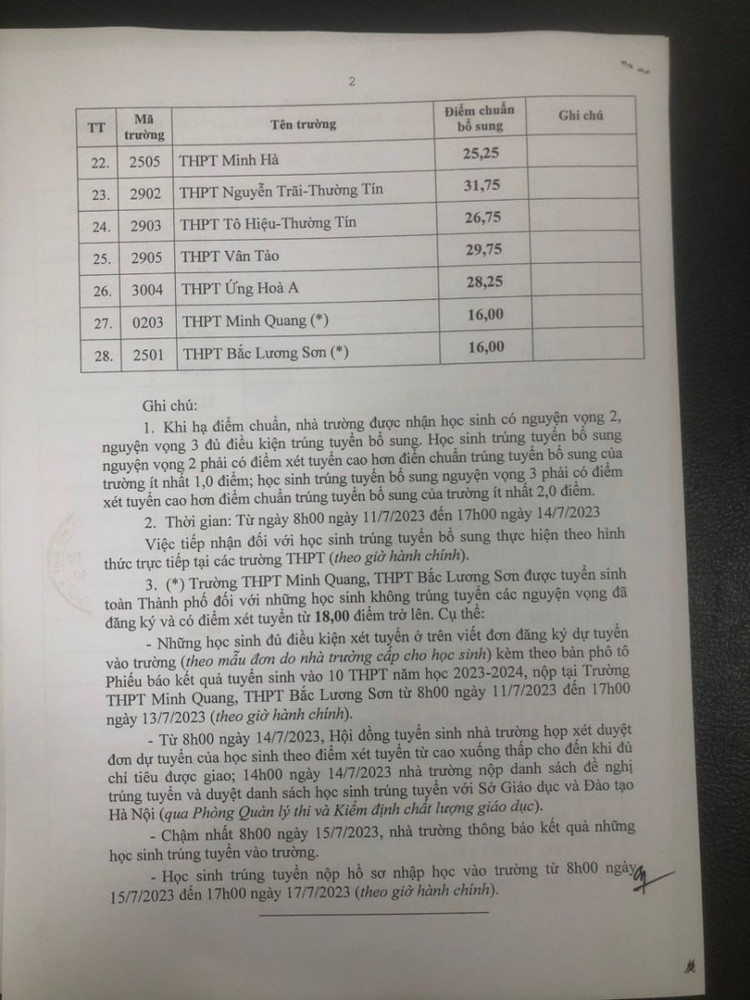 2
TT Mã trường Tên trường Điểm chuẩn bổ sung Ghi chú
22. 2505 THPT Minh Hà 25,25
23. 2902 THPT Nguyễn Trãi-Thường Tín 31,75
24. 2903 THPT Tô Hiệu-Thường Tín 26,75
25. 2905 THPT Vân Tảo 29,75
26. 3004 THPT Ứng Hoà A 28,25
27. 0203 THPT Minh Quang (*) 16,00
28. 2501 THPT Bắc Lương Sơn (*) 16,00
Ghi chú:
1. Khi hạ điểm chuẩn, nhà trường được nhận học sinh có nguyện vọng 2,
nguyện vọng 3 đủ điều kiện trúng tuyển bổ sung. Học sinh trúng tuyển bổ sung
nguyện vọng 2 phải có điểm xét tuyển cao hơn điển chuẩn trúng tuyển bổ sung của
trường ít nhất 1,0 điểm; học sinh trúng tuyển bổ sung nguyện vọng 3 phải có điểm
xét tuyển cao hơn điểm chuẩn trúng tuyển bổ sung của trường ít nhất 2,0 điểm.
2. Thời gian: Từ ngày 8h00 ngày 11/7/2023 đến 17h00 ngày 14/7/2023
Việc tiếp nhận đối với học sinh trúng tuyển bổ sung thực hiện theo hình
thức trực tiếp tại các trường THPT (theo giờ hành chính).
3. (*) Trường THPT Minh Quang, THPT Bắc Lương Sơn được tuyển sinh
toàn Thành phố đối với những học sinh không trúng tuyển các nguyện vọng đã
đăng ký và có điểm xét tuyển từ 18,00 điểm trở lên. Cụ thể:
- Những học sinh đủ điều kiện xét tuyển ở trên viết đơn đăng ký dự tuyển
vào trường (theo mẫu đơn do nhà trường cấp cho học sinh) kèm theo bản phô tô
Phiếu báo kết quả tuyển sinh vào 10 THPT năm học 2023-2024, nộp tại Trường
THPT Minh Quang, THPT Bắc Lương Sơn từ 8h00 ngày 11/7/2023 đến 17h00
ngày 13/7/2023 (theo giờ hành chính).
- Từ 8h00 ngày 14/7/2023, Hội đồng tuyển sinh nhà trường họp xét duyệt
đơn dự tuyển của học sinh theo điểm xét tuyển từ cao xuống thấp cho đến khi đủ
chỉ tiêu được giao; 14h00 ngày 14/7/2023 nhà trường nộp danh sách đề nghị
trúng tuyển và duyệt danh sách học sinh trúng tuyển với Sở Giáo dục và Đào tạo
Hà Nội (qua Phòng Quản lý thi và Kiểm định chất lượng giáo dục).
- Chậm nhất 8h00 ngày 15/7/2023, nhà trường thông báo kết quả những
học sinh trúng tuyển vào trường.
- Học sinh trúng tuyển nộp hồ sơ nhập học vào trường từ 8h00 ngày
15/7/2023 đến 17h00 ngày 17/7/2023 (theo giờ hành chính).